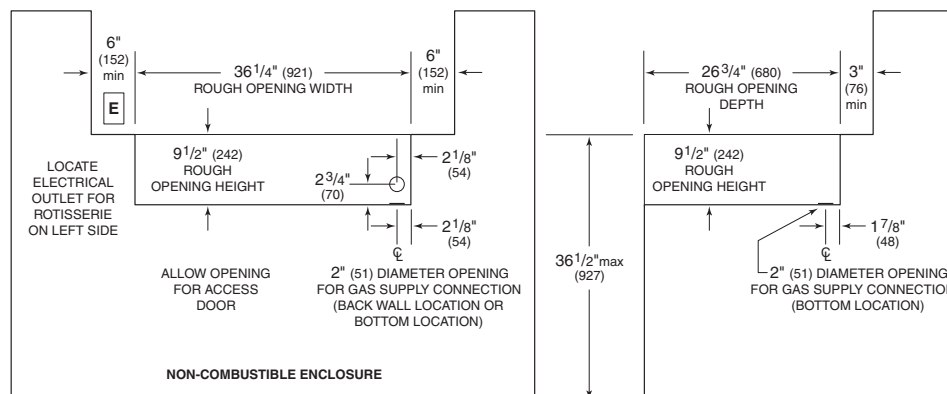 6"
(152)
min
36 1/4" (921)
ROUGH OPENING WIDTH
6"
(152)
min
E
LOCATE
ELECTRICAL
OUTLET FOR
ROTISSERIE
ON LEFT SIDE
9 1/2" (242)
ROUGH
OPENING HEIGHT
2 3/4"
(70)
2 1/8"
(54)
2 1/8"
(54)
℄
ALLOW OPENING
FOR ACCESS
DOOR
2" (51) DIAMETER OPENING
FOR GAS SUPPLY CONNECTION
(BACK WALL LOCATION OR
BOTTOM LOCATION)
NON-COMBUSTIBLE ENCLOSURE
26 3/4" (680)
ROUGH OPENING
DEPTH
3"
(76)
min
9 1/2" (242)
ROUGH
OPENING HEIGHT
36 1/2" max
(927)
1 7/8"
(48)
℄
2" (51) DIAMETER OPENING
FOR GAS SUPPLY CONNECTION
(BOTTOM LOCATION)